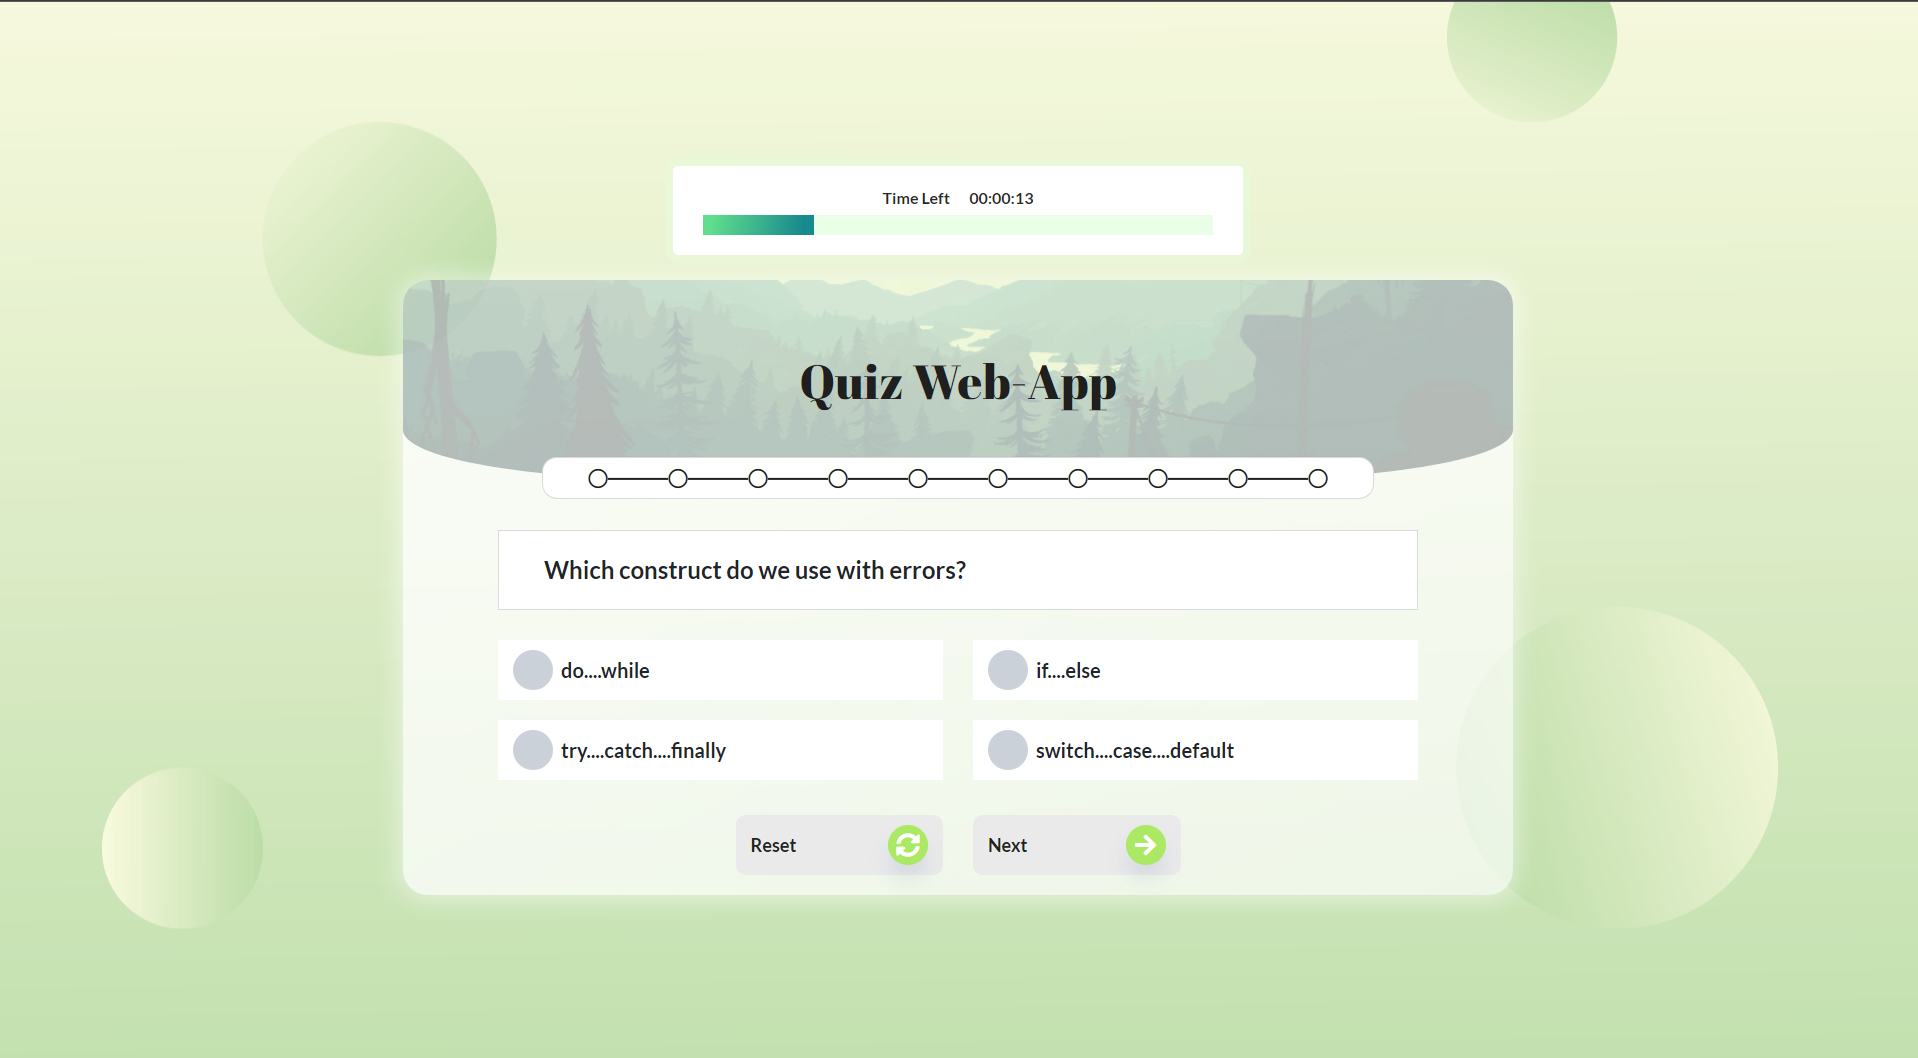 Time Left 00:00:13
Quiz Web-App
Which construct do we use with errors?
do....while
if....else
try....catch....finally
switch....case....default
Reset
Next